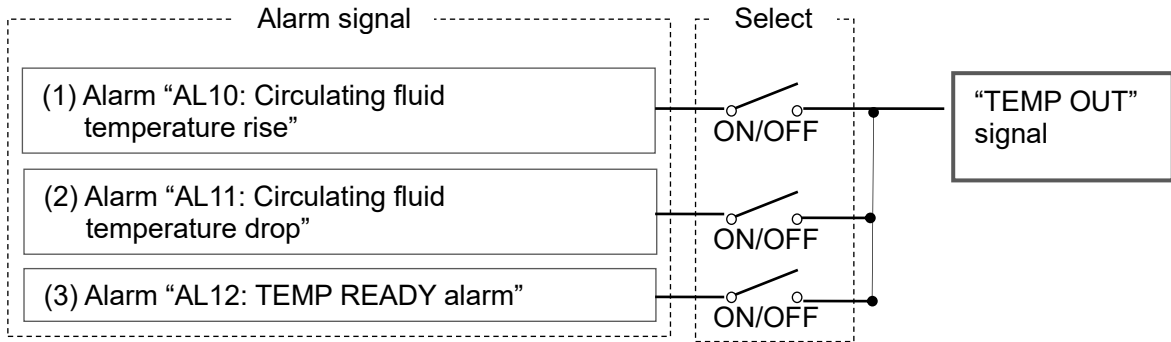 Alarm signal
Select
(1) Alarm “AL10: Circulating fluid
temperature rise”
ON/OFF
“TEMP OUT”
signal
(2) Alarm “AL11: Circulating fluid
temperature drop”
ON/OFF
(3) Alarm “AL12: TEMP READY alarm”
ON/OFF